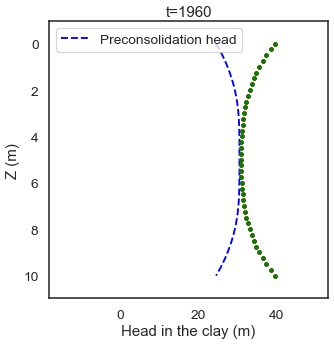 t=1960
Preconsolidation head
0
2
4
6
8
10
Z (m)
0
20
40
Head in the clay (m)